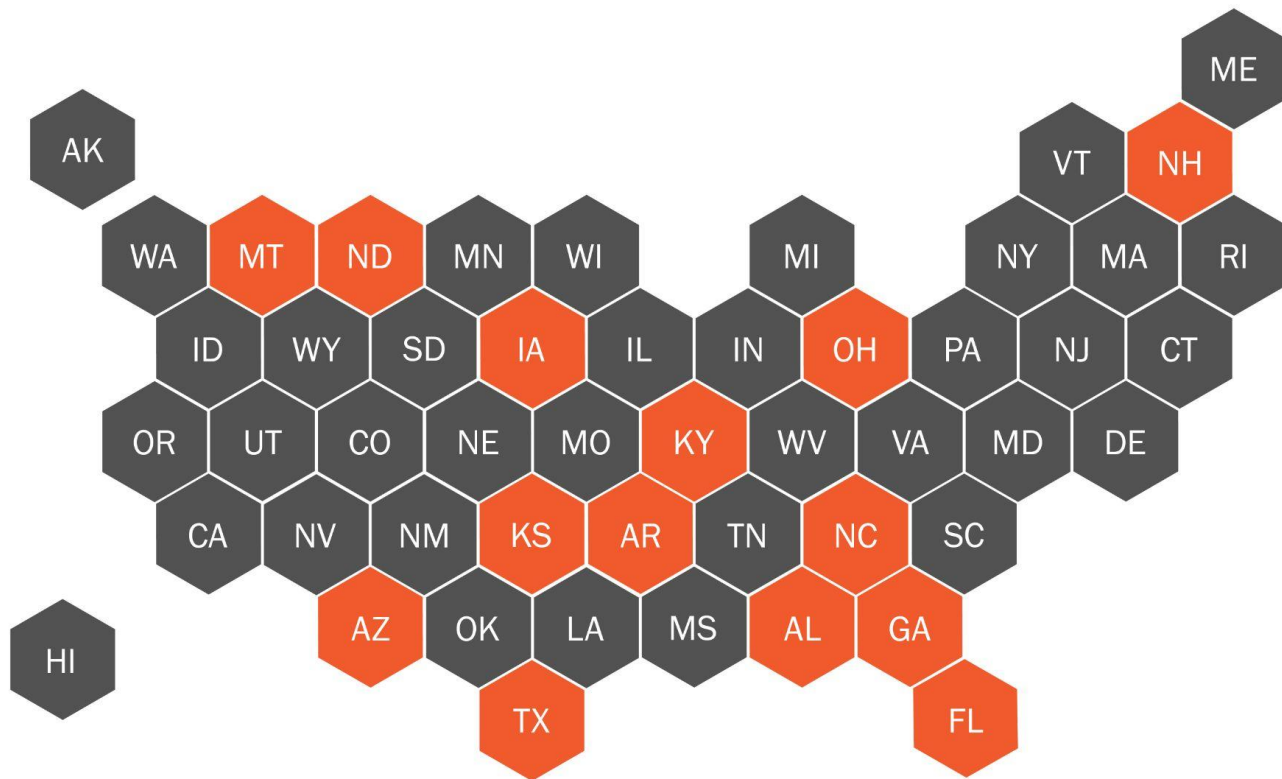 ME
AK
VT NH
WA MT ND MN WI MI NY MA RI
ID WY SD IA IL IN OH PA NJ CT
OR UT CO NE MO KY WV VA MD DE
CA NV NM KS AR TN NC SC
AZ OK LA MS AL GA
HI
TX FL